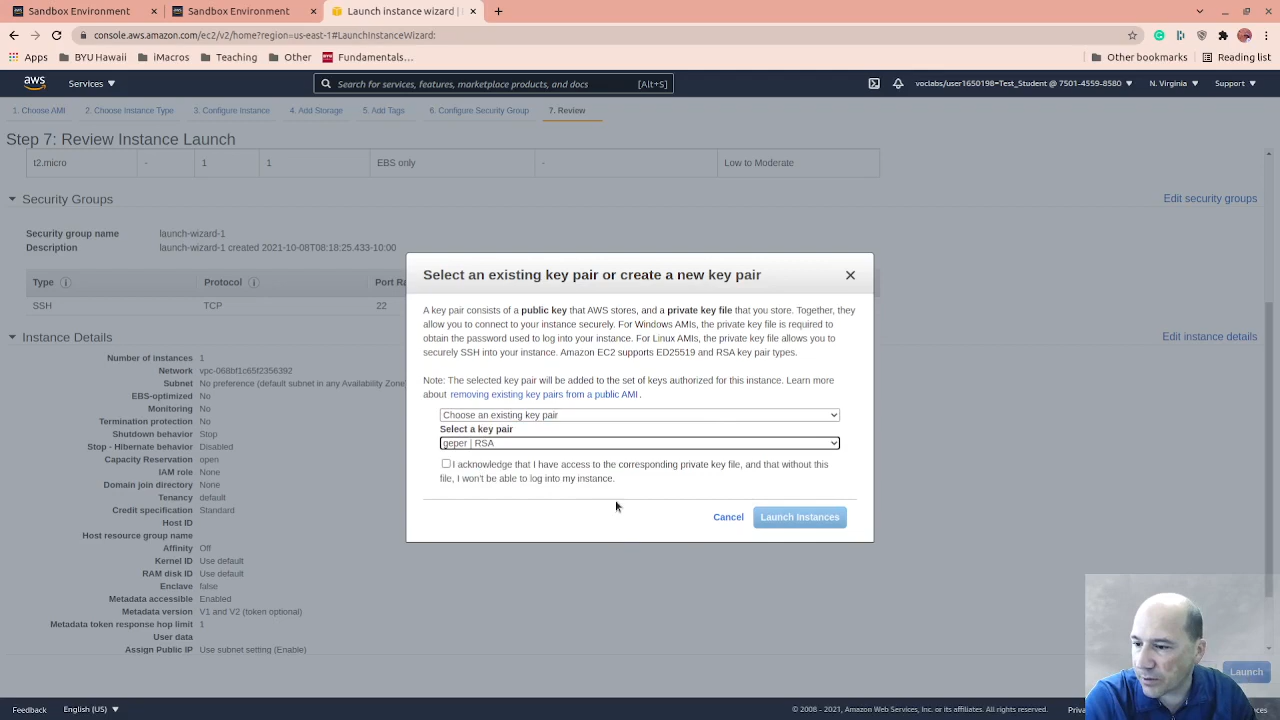 Learner Lab - Foundation
Vocareum Environment
Launch instance wizard | E
console.aws.amazon.com/ec2/v2/home?region=us-east-1#LaunchInstanceWizard:
Apps BYU Hawaii iMacros Teaching Other Fundamentals... Other bookmarks Reading list
aws Services Search for services, features, marketplace products, and docs [Alt+S] voclabs/user1650198=Test_Student @ 7501-4559-8580 N. Virginia Support
1. Choose AMI 2. Choose Instance Type 3. Configure Instance 4. Add Storage 5. Add Tags 6. Configure Security Group 7. Review
Step 7: Review Instance Launch
t2.micro - 1 1 EBS only - Low to Moderate
Security Groups Edit security groups
Security group name launch-wizard-1
Description launch-wizard-1 created 2021-10-08T08:18:25.433-10:00
Type Protocol Port Ra
SSH TCP 22
Instance Details Edit instance details
Number of instances 1
Network vpc-068bf1c65f2356392
Subnet No preference (default subnet in any Availability Zone
EBS-optimized No
Monitoring No
Termination protection No
Shutdown behavior Stop
Stop - Hibernate behavior Disabled
Capacity Reservation open
IAM role None
Domain join directory None
Tenancy default
Credit specification Standard
Host ID
Host resource group name
Affinity Off
Kernel ID Use default
RAM disk ID Use default
Enclave false
Metadata accessible Enabled
Metadata version V1 and V2 (token optional)
Metadata token response hop limit 1
User data
Assign Public IP Use subnet setting (Enable)
Select an existing key pair or create a new key pair
A key pair consists of a public key that AWS stores, and a private key file that you store. Together, they
allow you to connect to your instance securely. For Windows AMIs, the private key file is required to
obtain the password used to log into your instance. For Linux AMIs, the private key file allows you to
securely SSH into your instance. Amazon EC2 supports ED25519 and RSA key pair types.
Note: The selected key pair will be added to the set of keys authorized for this instance. Learn more
about removing existing key pairs from a public AMI .
Choose an existing key pair
Select a key pair
geper | RSA
I acknowledge that I have access to the corresponding private key file, and that without this
file, I won't be able to log into my instance.
Cancel Launch Instances
Launch
Feedback English (US) © 2008 - 2021, Amazon